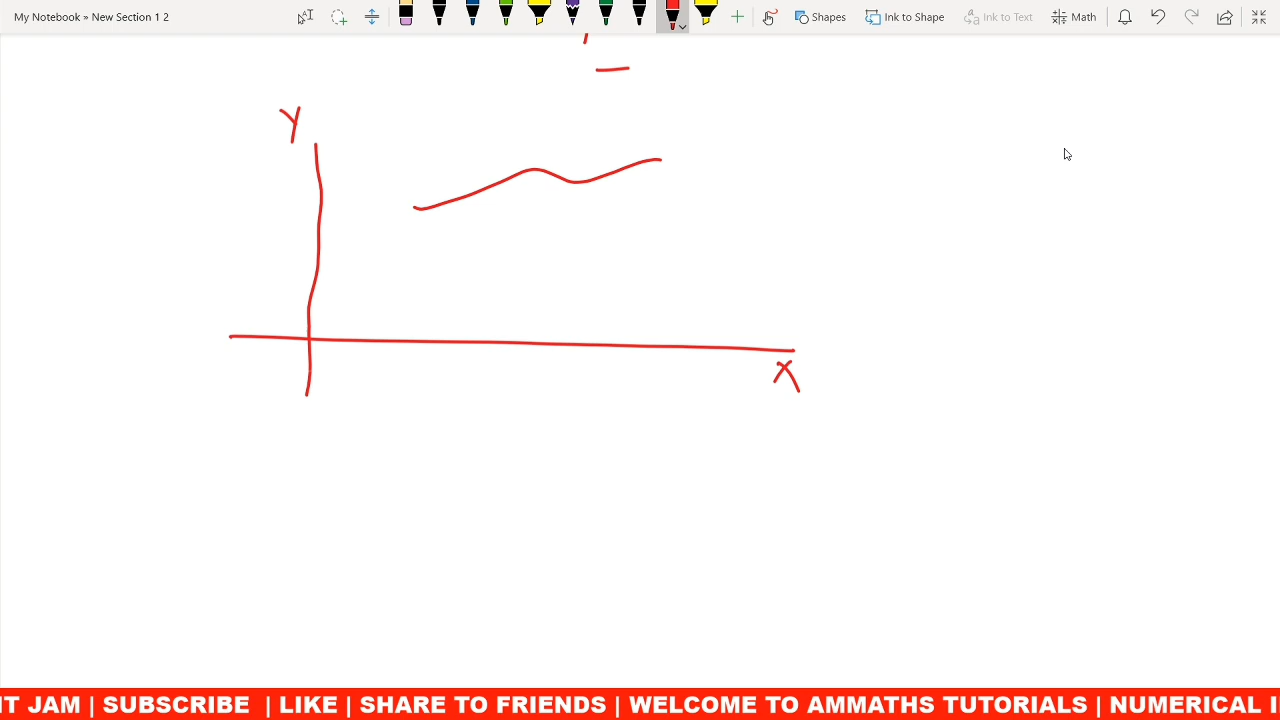 My Notebook » New Section 1 2
Shapes
Ink to Shape
Ink to Text
Math
Y
X
IT JAM | SUBSCRIBE | LIKE | SHARE TO FRIENDS | WELCOME TO AMMATHS TUTORIALS | NUMERICAL